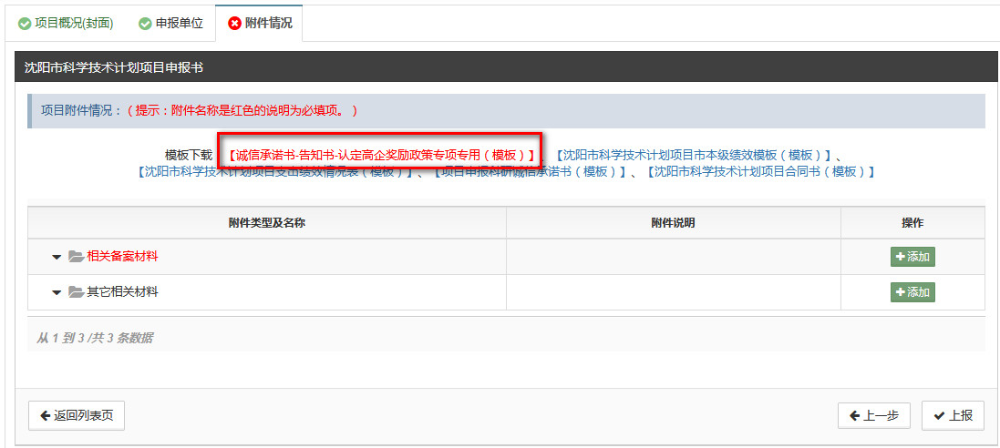 项目概况(封面) 申报单位 附件情况
沈阳市科学技术计划项目申报书
项目附件情况：（提示：附件名称是红色的说明为必填项。）
模板下载 【诚信承诺书-告知书-认定高企奖励政策专项专用（模板）】、【沈阳市科学技术计划项目市本级绩效模板（模板）】、
【沈阳市科学技术计划项目支出绩效情况表（模板）】、【项目申报科研诚信承诺书（模板）】、【沈阳市科学技术计划项目合同书（模板）】
附件类型及名称 附件说明 操作
相关备案材料 添加
其它相关材料 添加
从 1 到 3 /共 3 条数据
返回列表页 上一步 上报